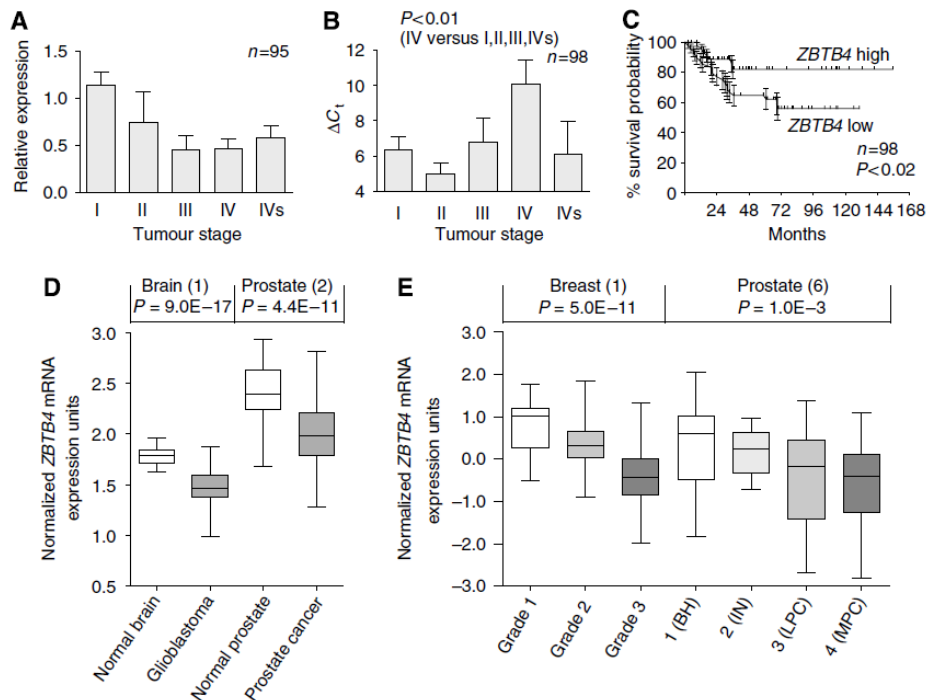 A
Relative expression
1.5
1.0
0.5
0.0
n=95
I II III IV IVs
Tumour stage
B
P<0.01
(IV versus I,II,III,IVs)
n=98
ΔCt
12
10
8
6
4
I II III IV IVs
Tumour stage
C
% survival probability
100
80
60
40
20
0
ZBTB4 high
ZBTB4 low
n=98
P<0.02
24 48 72 96 120 144 168
Months
D
Brain (1) Prostate (2)
P = 9.0E–17 P = 4.4E–11
Normalized ZBTB4 mRNA
expression units
3.0
2.5
2.0
1.5
1.0
0.5
Normal brain
Glioblastoma
Normal prostate
Prostate cancer
E
Breast (1) Prostate (6)
P = 5.0E–11 P = 1.0E–3
Normalized ZBTB4 mRNA
expression units
3.0
2.0
1.0
0.0
–1.0
–2.0
–3.0
Grade 1
Grade 2
Grade 3
1 (BH)
2 (IN)
3 (LPC)
4 (MPC)